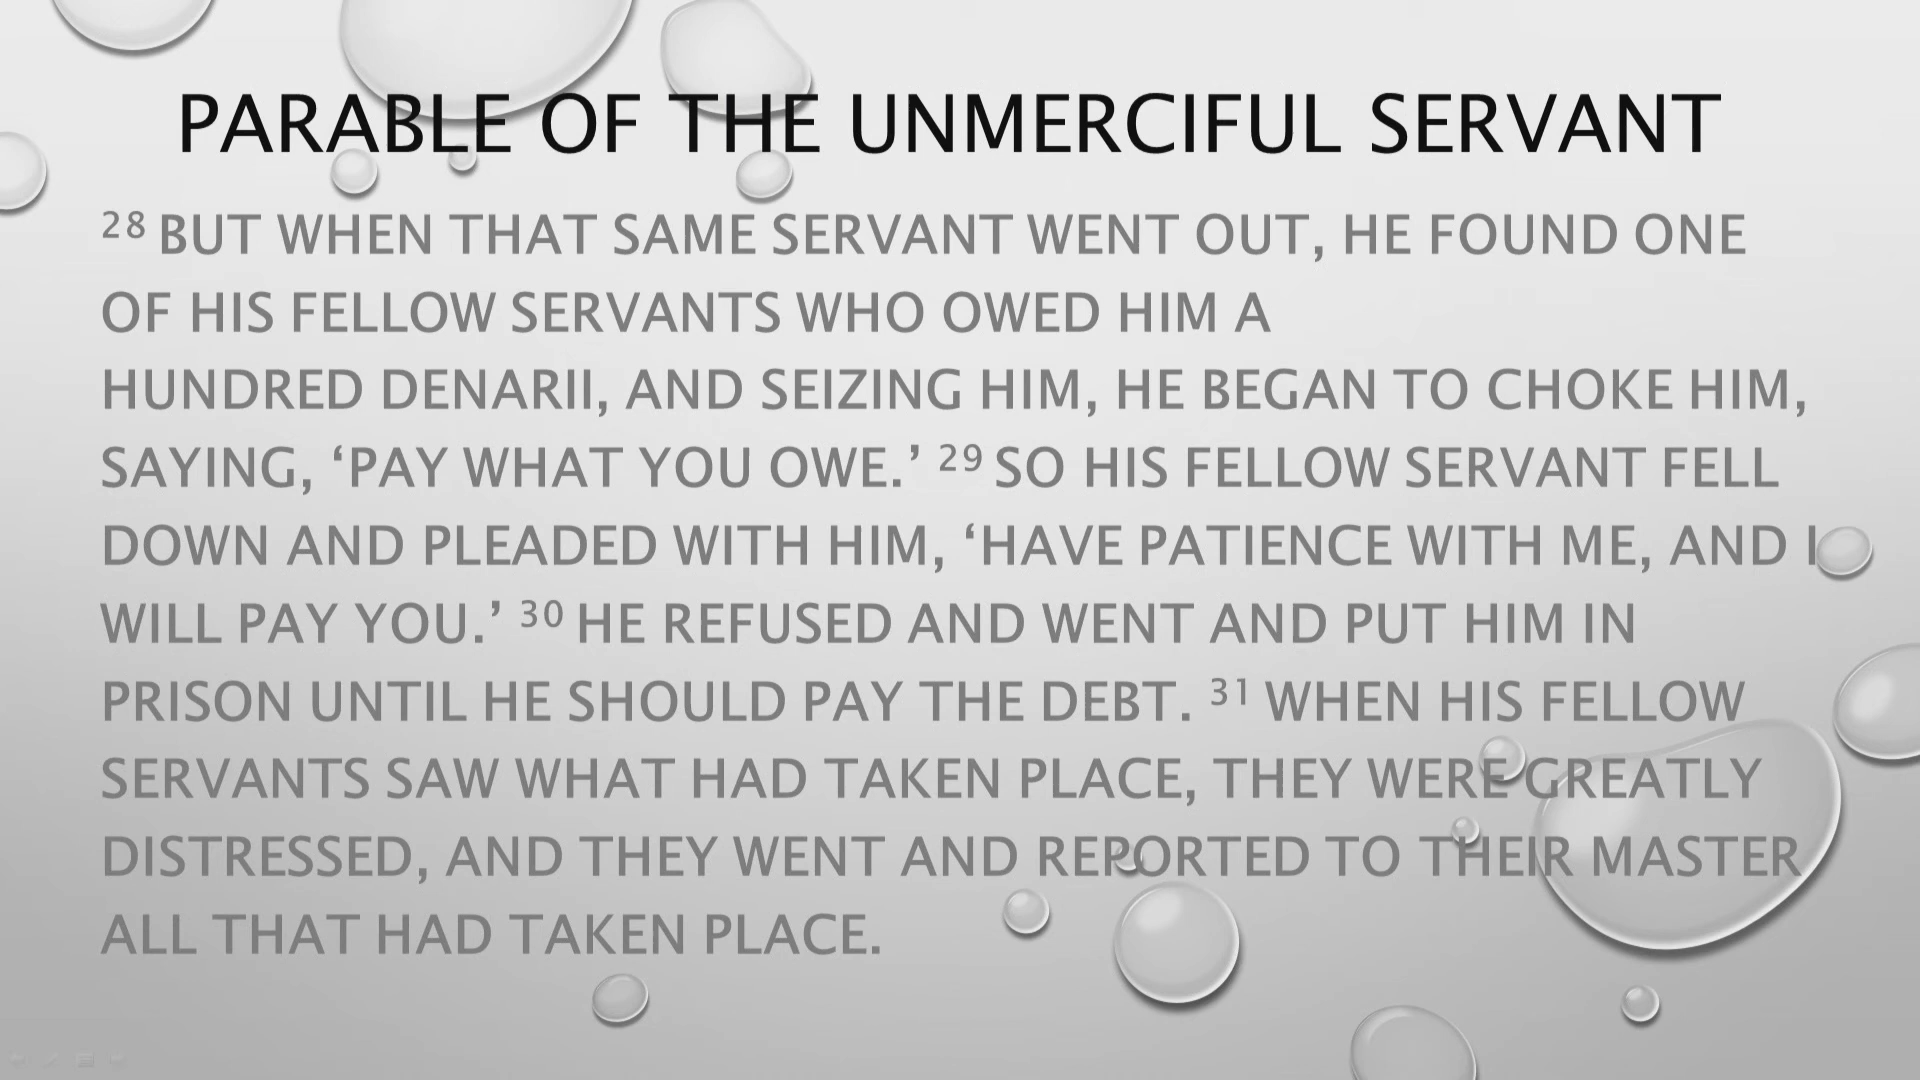 PARABLE OF THE UNMERCIFUL SERVANT
28 BUT WHEN THAT SAME SERVANT WENT OUT, HE FOUND ONE
OF HIS FELLOW SERVANTS WHO OWED HIM A
HUNDRED DENARII, AND SEIZING HIM, HE BEGAN TO CHOKE HIM,
SAYING, ‘PAY WHAT YOU OWE.’ 29 SO HIS FELLOW SERVANT FELL
DOWN AND PLEADED WITH HIM, ‘HAVE PATIENCE WITH ME, AND I
WILL PAY YOU.’ 30 HE REFUSED AND WENT AND PUT HIM IN
PRISON UNTIL HE SHOULD PAY THE DEBT. 31 WHEN HIS FELLOW
SERVANTS SAW WHAT HAD TAKEN PLACE, THEY WERE GREATLY
DISTRESSED, AND THEY WENT AND REPORTED TO THEIR MASTER
ALL THAT HAD TAKEN PLACE.